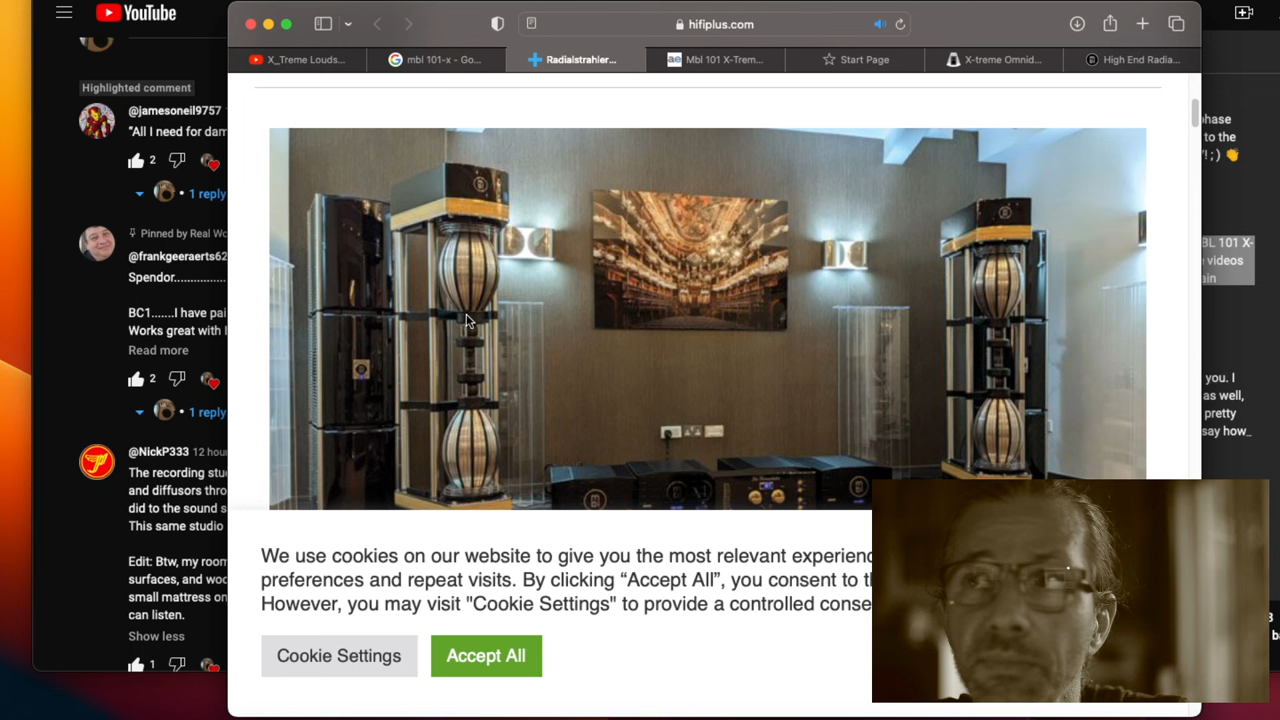 YouTube
Highlighted comment
@jamesoneil9757
"All I need for dam
2
1 reply
Pinned by Real Wo
@frankgeeraerts62
Spendor..................
BC1.......I have pai
Works great with l
Read more
2
1 reply
@NickP333 12 hour
The recording stu
and diffusors thro
did to the sound s
This same studio
Edit: Btw, my room
surfaces, and woo
small mattress on
can listen.
Show less
1
hifiplus.com
X_Treme Louds...
mbl 101-x - Go...
Radialstrahler...
Mbl 101 X-Trem...
Start Page
X-treme Omnid...
High End Radia...
We use cookies on our website to give you the most relevant experienc
preferences and repeat visits. By clicking “Accept All”, you consent to t
However, you may visit "Cookie Settings" to provide a controlled conse
Cookie Settings
Accept All
phase
to the
!;)
BL 101 X-
videos
ain
you. I
as well,
pretty
say how